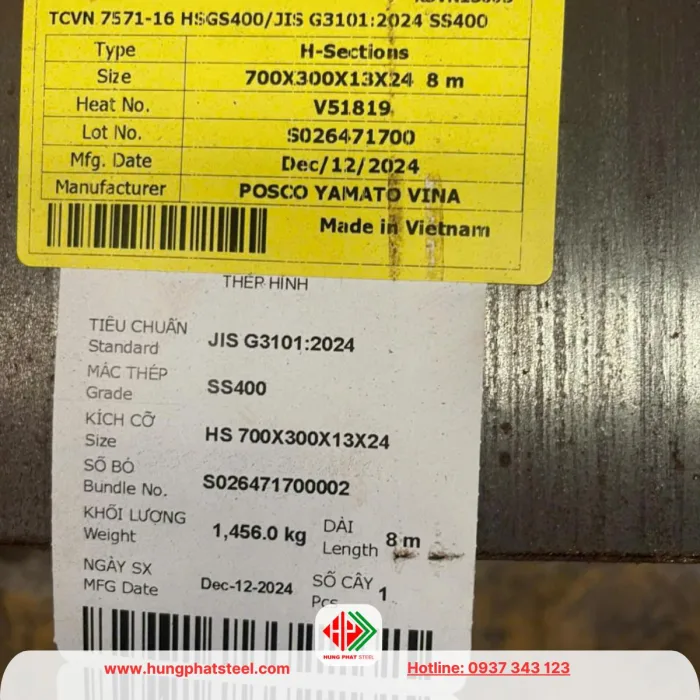 TCVN 7571-16 HSGS400/JIS G3101:2024 SS400
Type H-Sections
Size 700X300X13X24 8 m
Heat No. V51819
Lot No. S026471700
Mfg. Date Dec/12/2024
Manufacturer POSCO YAMATO VINA
Made in Vietnam
THÉP HÌNH
TIÊU CHUẨN
Standard JIS G3101:2024
MÁC THÉP
Grade SS400
KÍCH CỠ
Size HS 700X300X13X24
SỐ BÓ
Bundle No. S026471700002
KHỐI LƯỢNG DÀI
Weight 1,456.0 kg Length 8 m
NGÀY SX SỐ CÂY
MFG Date Dec-12-2024 Pcs 1
HUNG PHAT STEEL
www.hungphatsteel.com Hotline: 0937 343 123